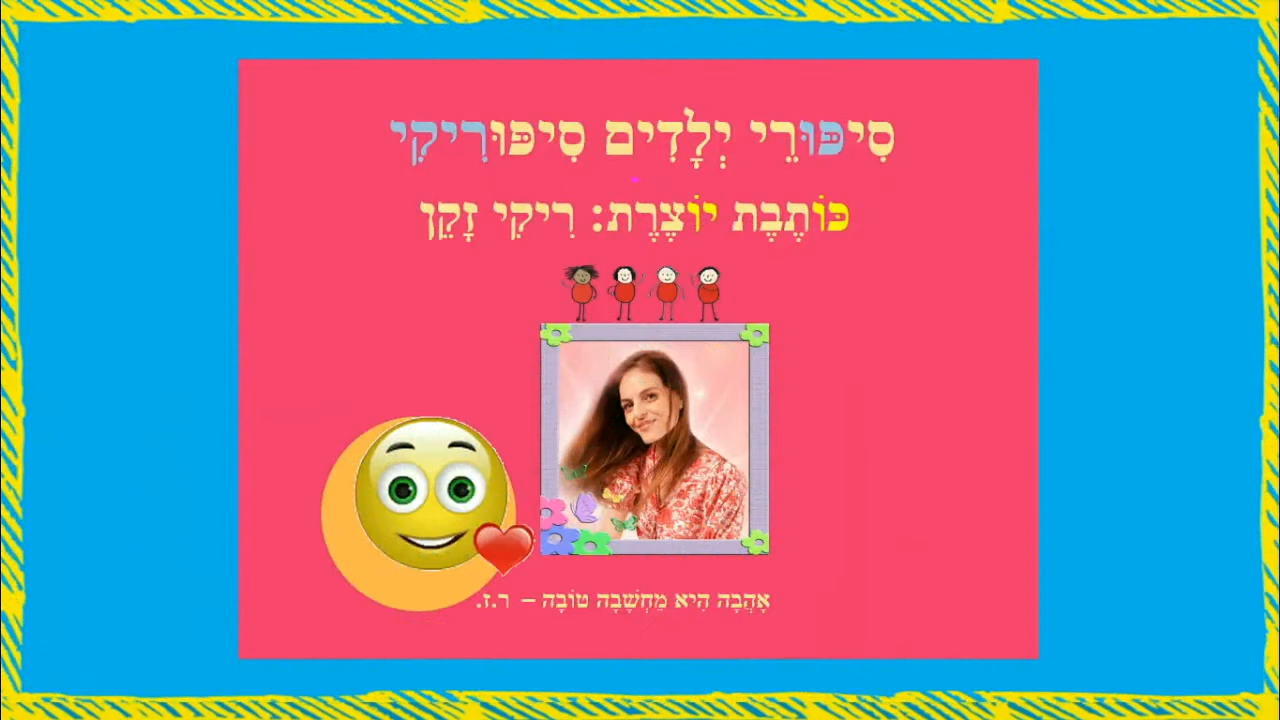 סִיפּוּרֵי יְלָדִים סִיפּוּרִיקִי
כּוֹתֶבֶת יוֹצֶרֶת: רִיקִי זָקֵן
אָהֲבָה הִיא מַחְשָׁבָה טוֹבָה – ר.ז.